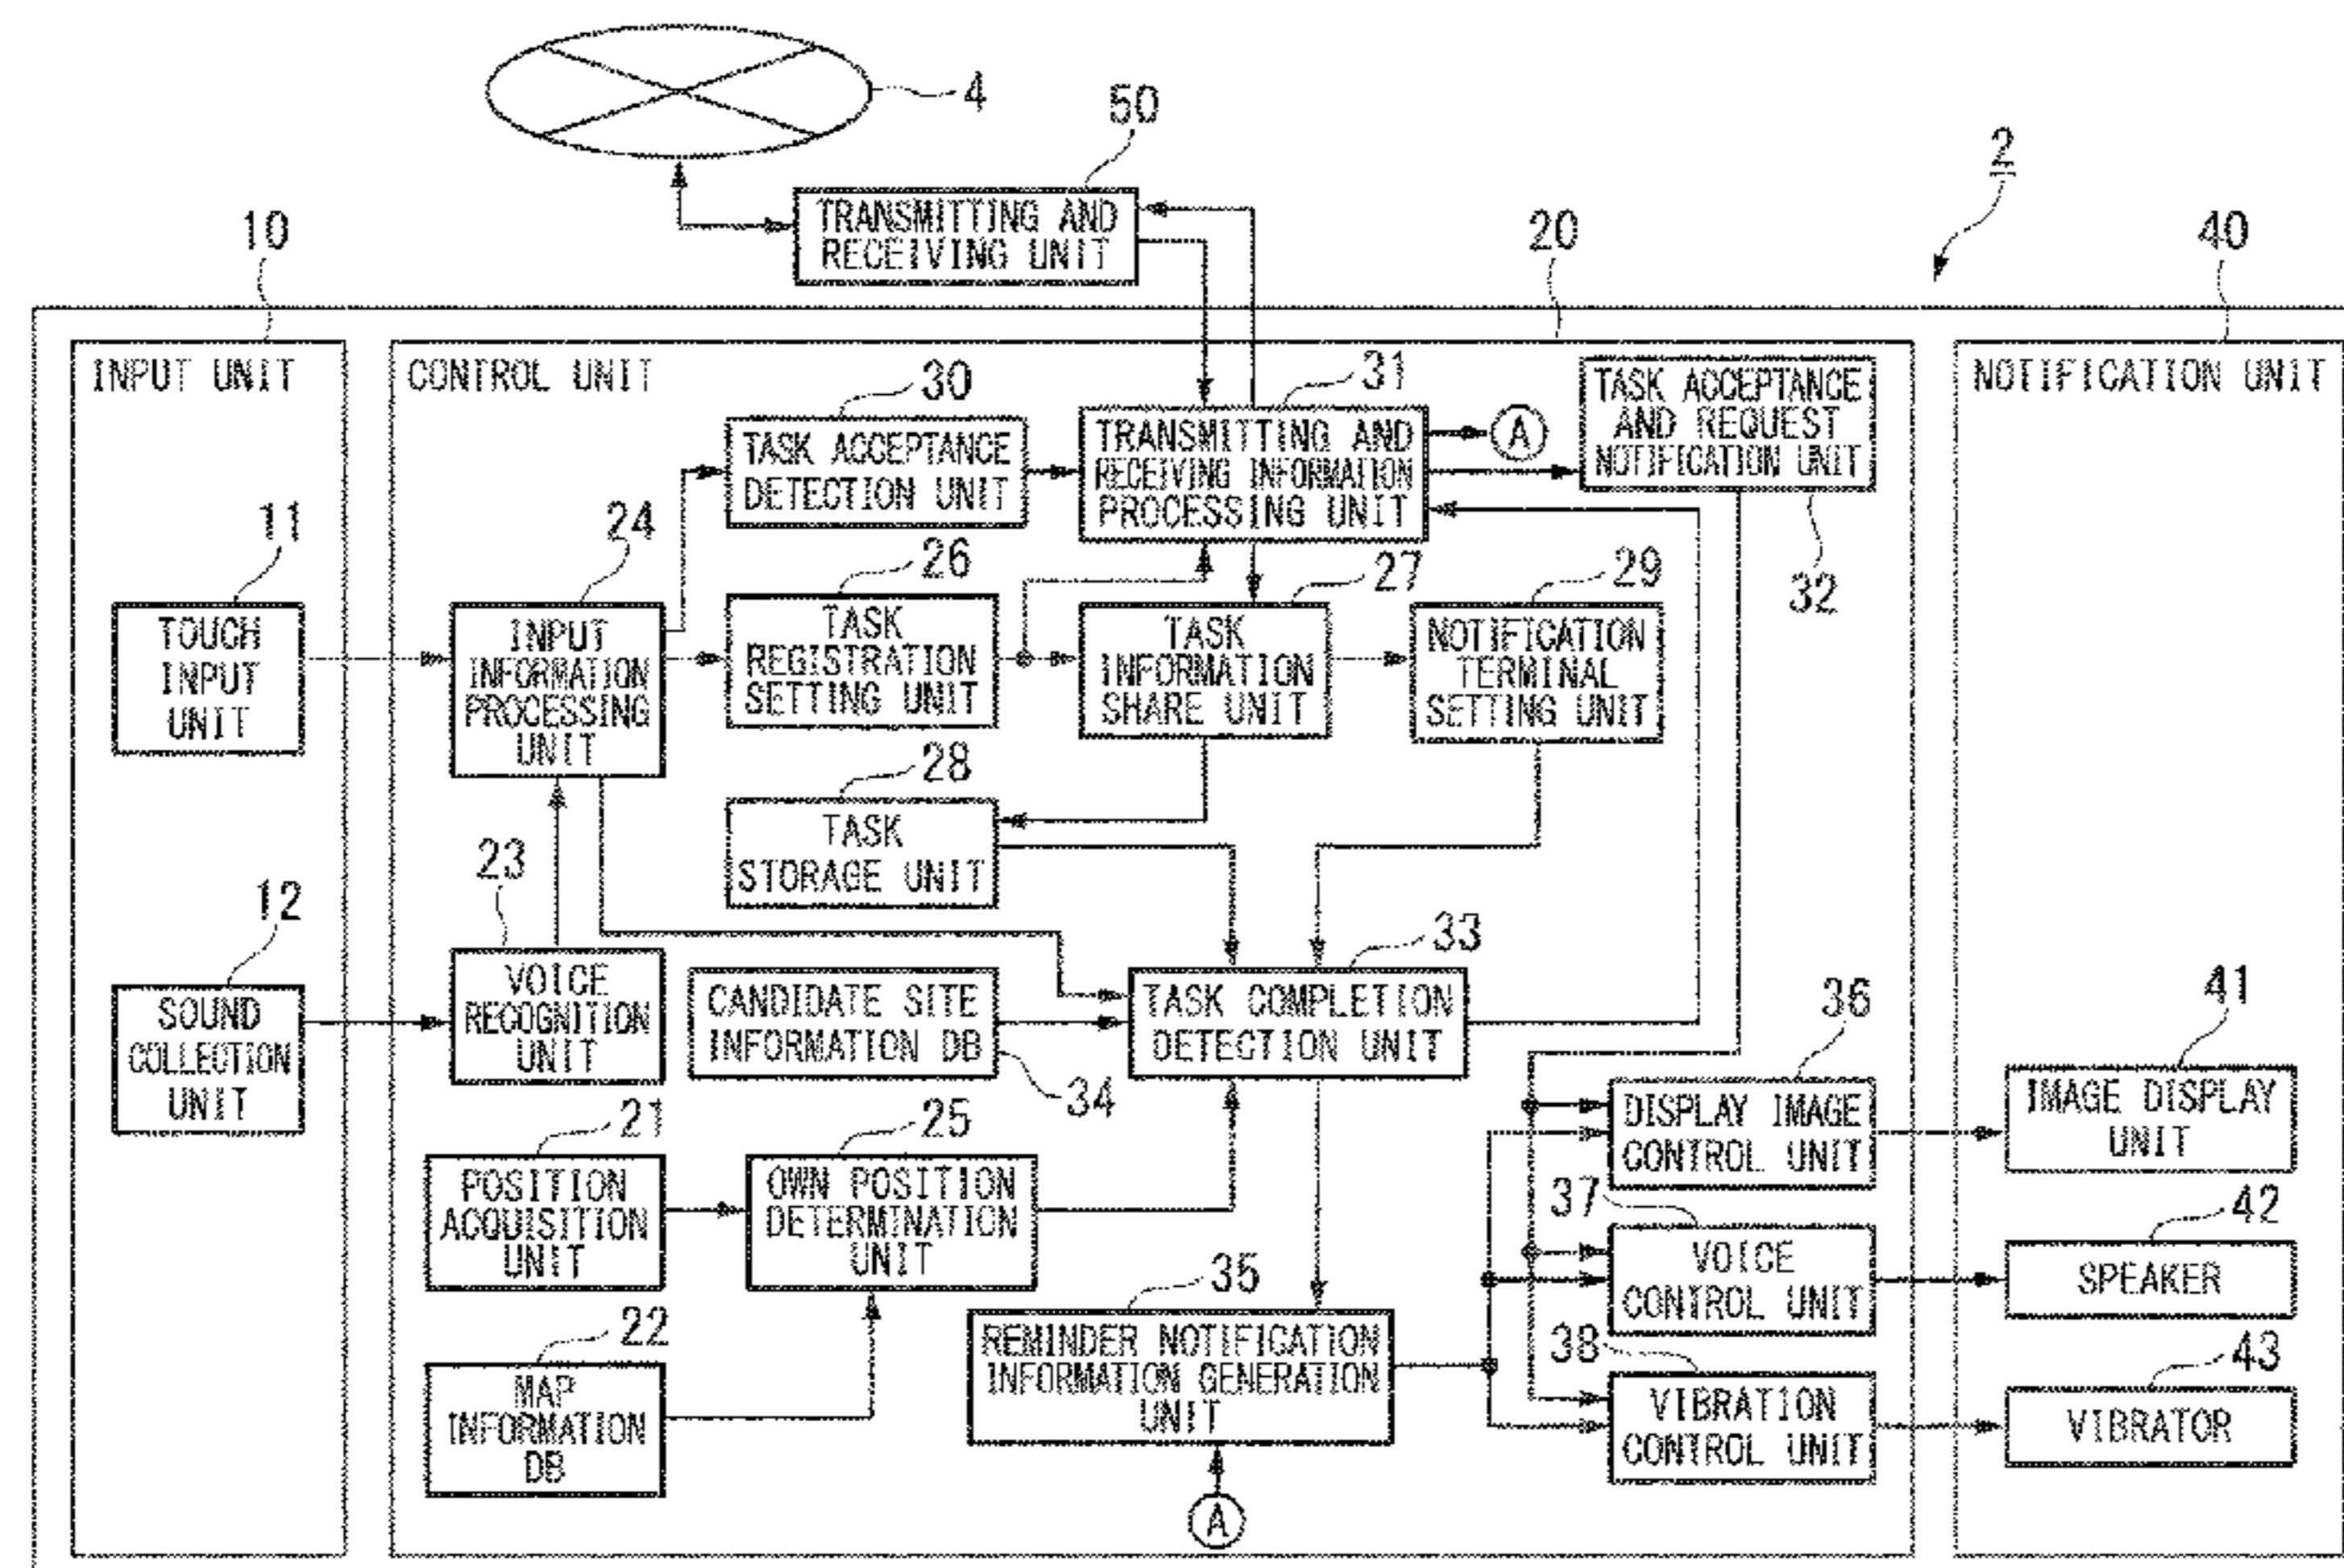 4
50
2
TRANSMITTING AND
RECEIVING UNIT
10
20
40
INPUT UNIT
CONTROL UNIT
NOTIFICATION UNIT
30
31
TASK ACCEPTANCE
AND REQUEST
NOTIFICATION UNIT
32
TASK ACCEPTANCE
DETECTION UNIT
TRANSMITTING AND
RECEIVING INFORMATION
PROCESSING UNIT
A
11
24
26
27
29
TOUCH
INPUT
UNIT
INPUT
INFORMATION
PROCESSING
UNIT
TASK
REGISTRATION
SETTING UNIT
TASK
INFORMATION
SHARE UNIT
NOTIFICATION
TERMINAL
SETTING UNIT
28
TASK
STORAGE UNIT
12
23
33
SOUND
COLLECTION
UNIT
VOICE
RECOGNITION
UNIT
CANDIDATE SITE
INFORMATION DB
34
TASK COMPLETION
DETECTION UNIT
36
41
DISPLAY IMAGE
CONTROL UNIT
IMAGE DISPLAY
UNIT
21
25
POSITION
ACQUISITION
UNIT
OWN POSITION
DETERMINATION
UNIT
37
42
VOICE
CONTROL UNIT
SPEAKER
22
35
MAP
INFORMATION
DB
REMINDER NOTIFICATION
INFORMATION GENERATION
UNIT
38
43
VIBRATION
CONTROL UNIT
VIBRATOR
A